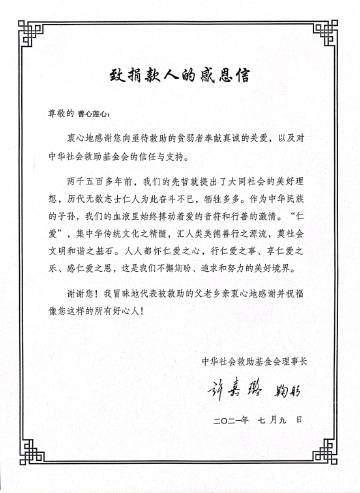 致捐款人的感恩信
尊敬的 善心莲心：
衷心地感谢您向亟待救助的贫弱者奉献真诚的关爱，以及对
中华社会救助基金会的信任与支持。
两千五百多年前，我们的先哲就提出了大同社会的美好理
想，历代无数志士仁人为此奋斗不已，牺牲多多。作为中华民族
的子孙，我们的血液里始终搏动着爱的音符和行善的激情。“仁
爱”，集中华传统文化之精髓，汇人类美德善行之源流，奠社会
文明和谐之基石。人人都怀仁爱之心、行仁爱之事、享仁爱之
乐、感仁爱之恩，这是我们不懈期盼、追求和努力的美好境界。
谢谢您！我冒昧地代表被救助的父老乡亲衷心地感谢并祝福
像您这样的所有好心人！
中华社会救助基金会理事长
许嘉璐 鞠躬
二〇二一年 七月九 日